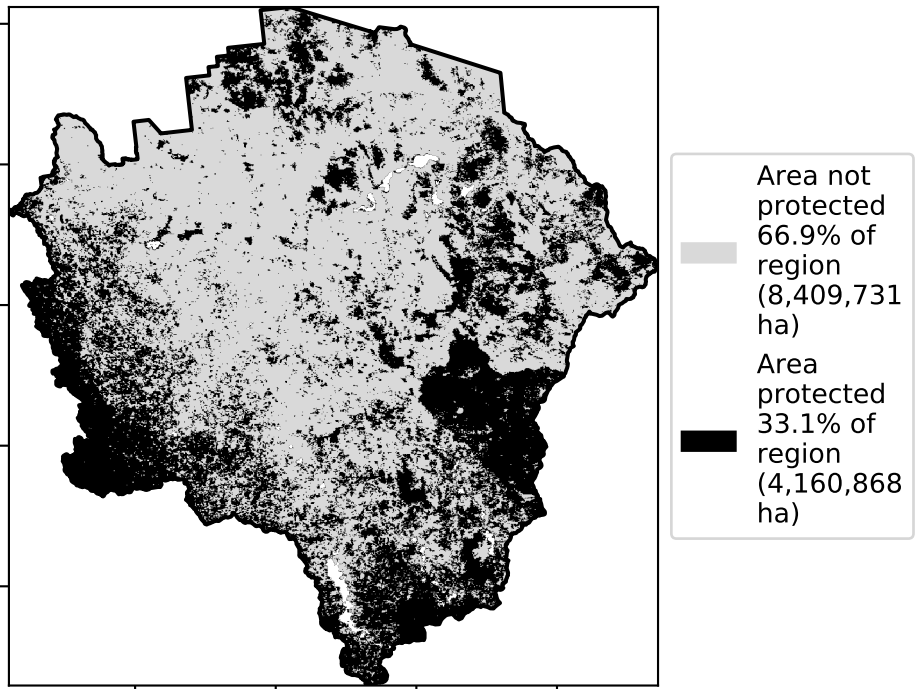 Area not
protected
66.9% of
region
(8,409,731
ha)
Area
protected
33.1% of
region
(4,160,868
ha)